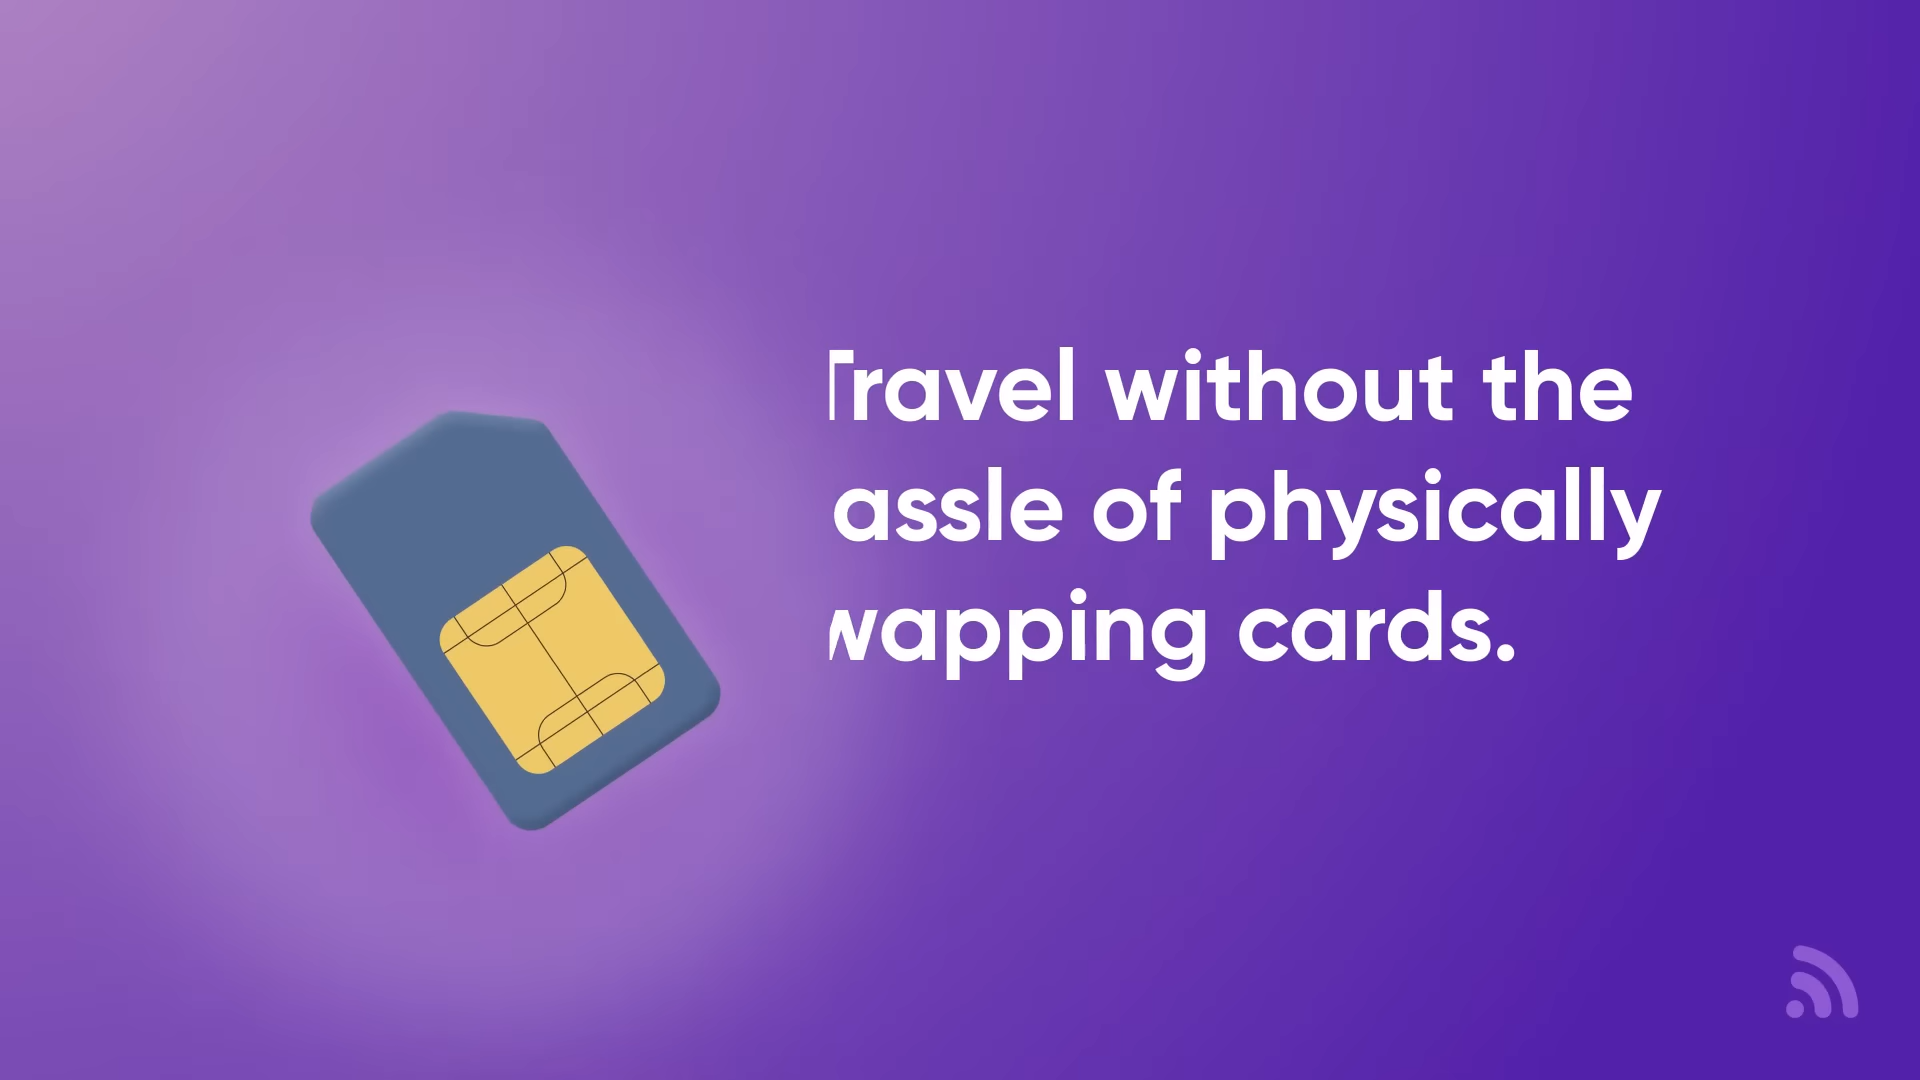 Travel without the
assle of physically
wapping cards.